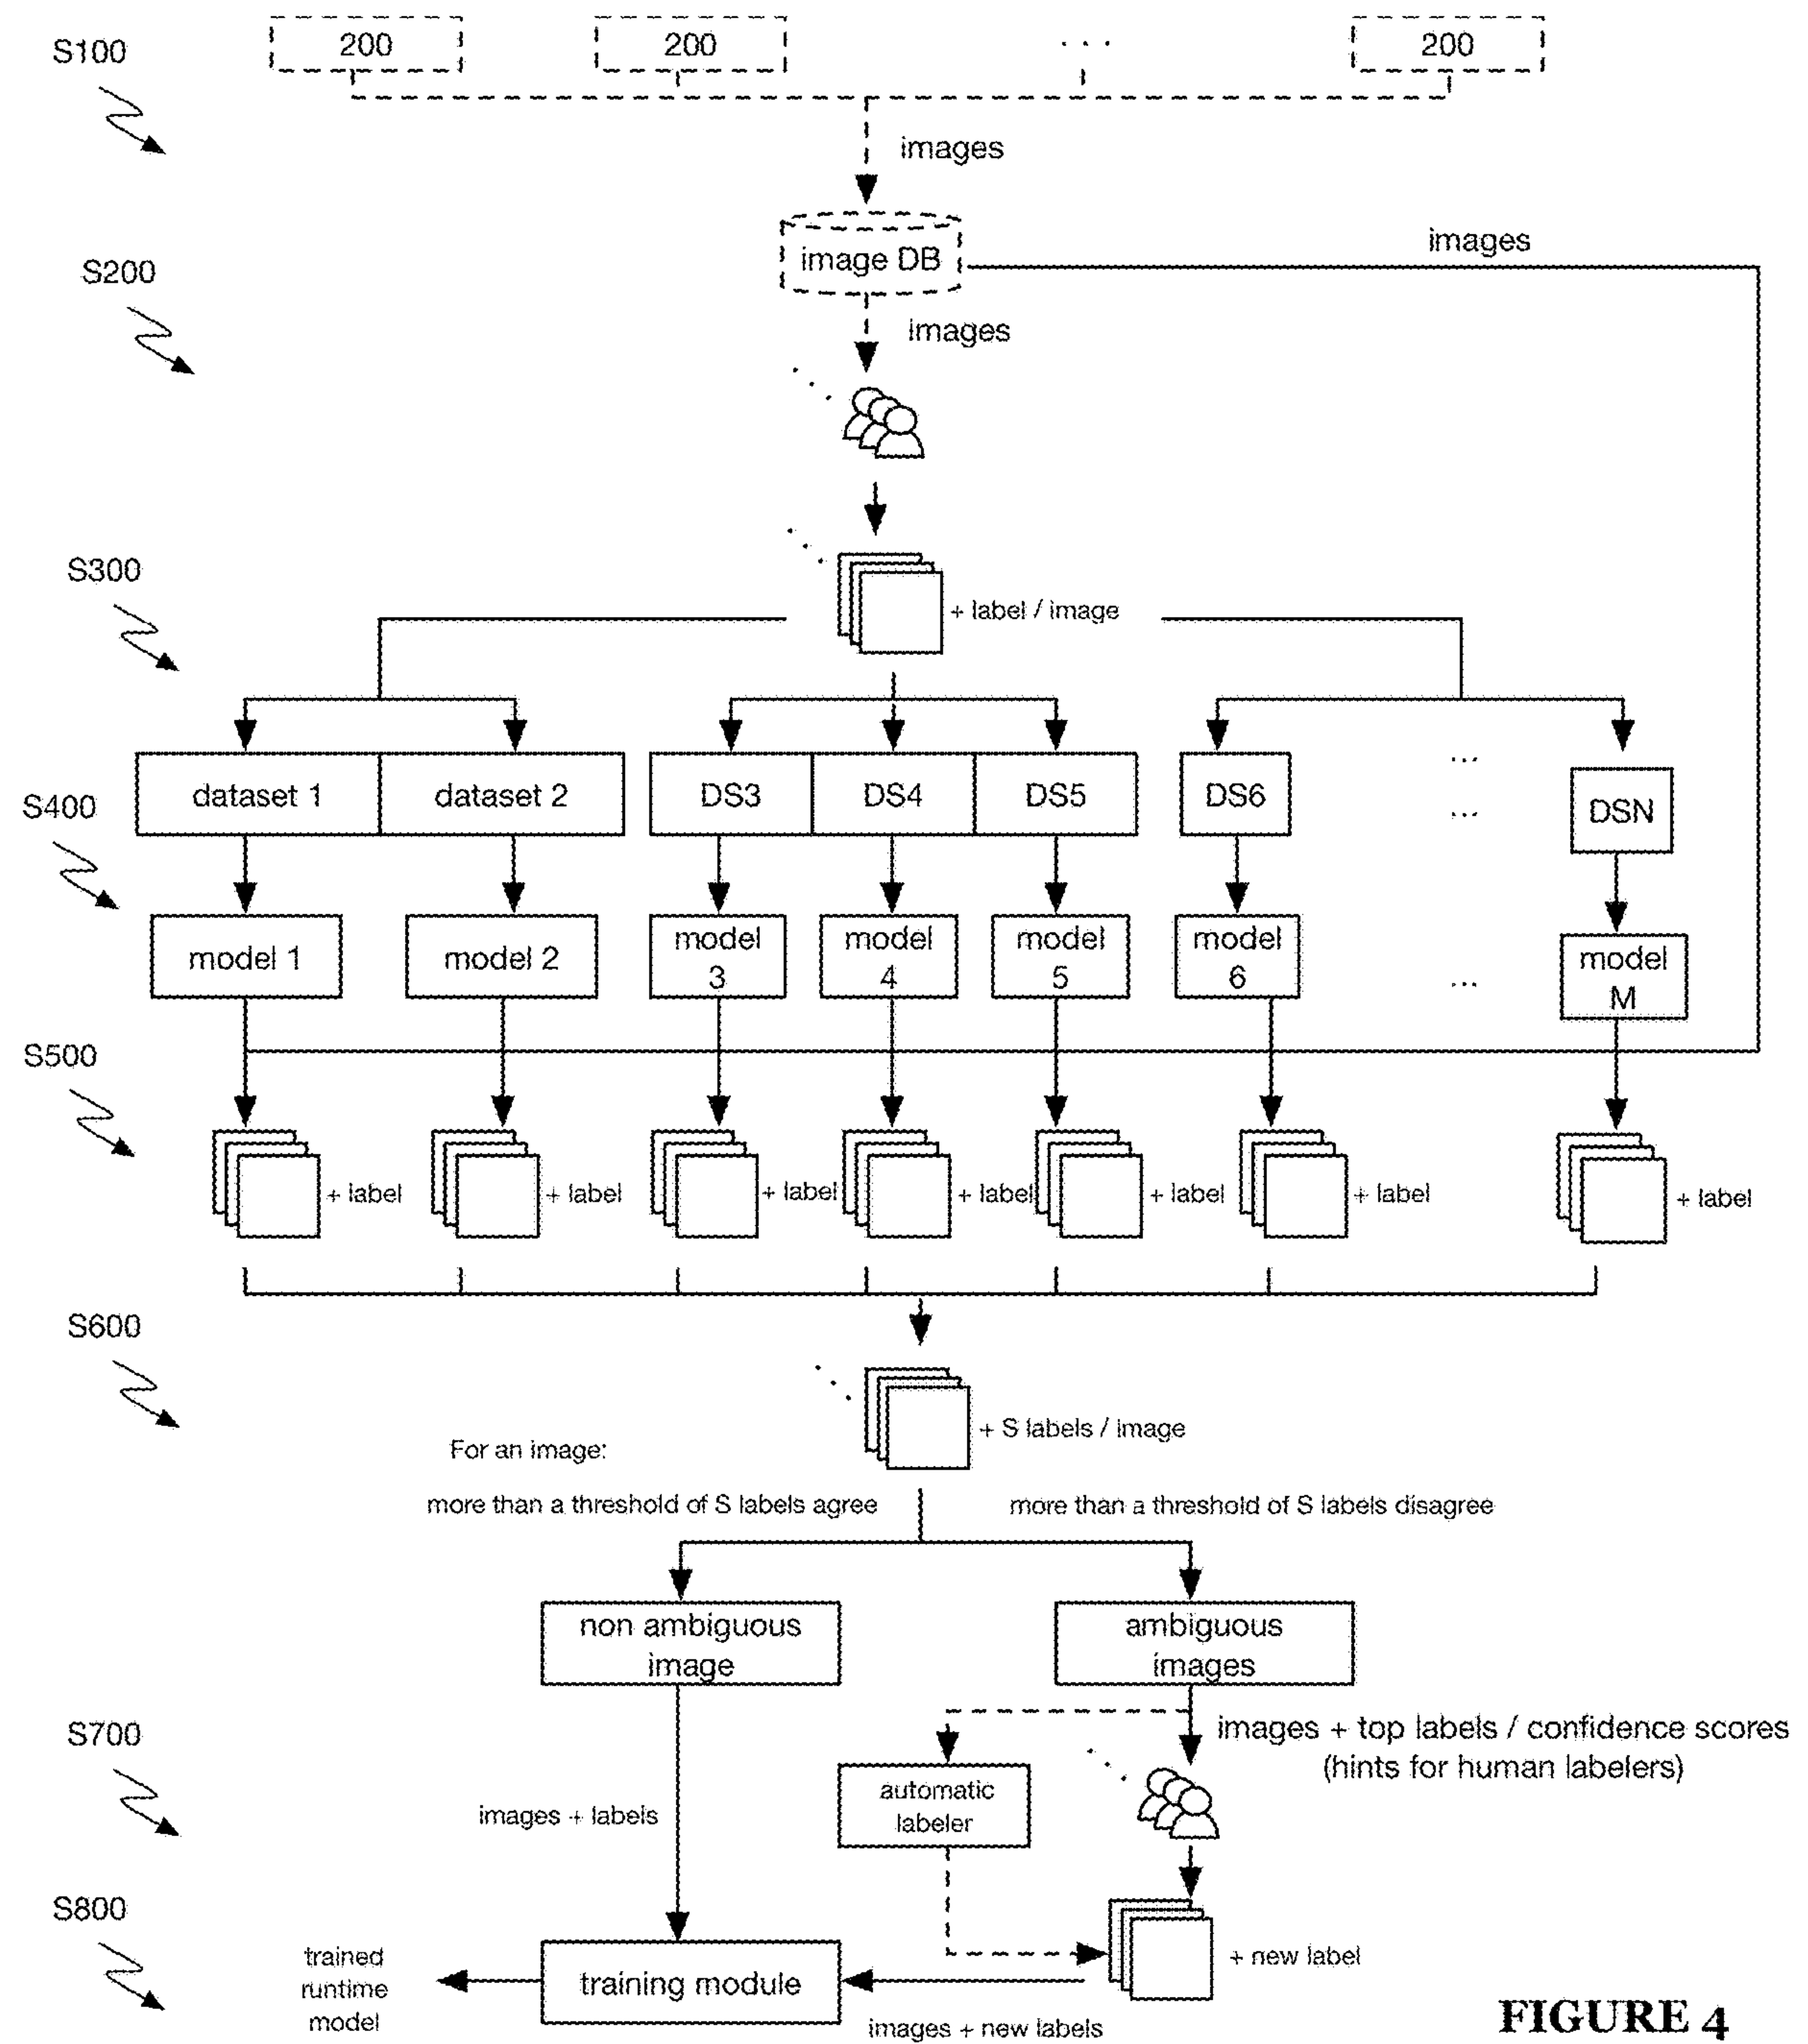 S100
200
200
...
200
images
S200
image DB
images
images
S300
+ label / image
dataset 1
dataset 2
DS3
DS4
DS5
DS6
...
...
DSN
S400
model 1
model 2
model
3
model
4
model
5
model
6
...
model
M
S500
+ label
+ label
+ label
+ label
+ label
+ label
+ label
S600
+ S labels / image
For an image:
more than a threshold of S labels agree
more than a threshold of S labels disagree
non ambiguous
image
ambiguous
images
S700
images + top labels / confidence scores
(hints for human labelers)
automatic
labeler
images + labels
S800
+ new label
trained
runtime
model
training module
images + new labels
FIGURE 4